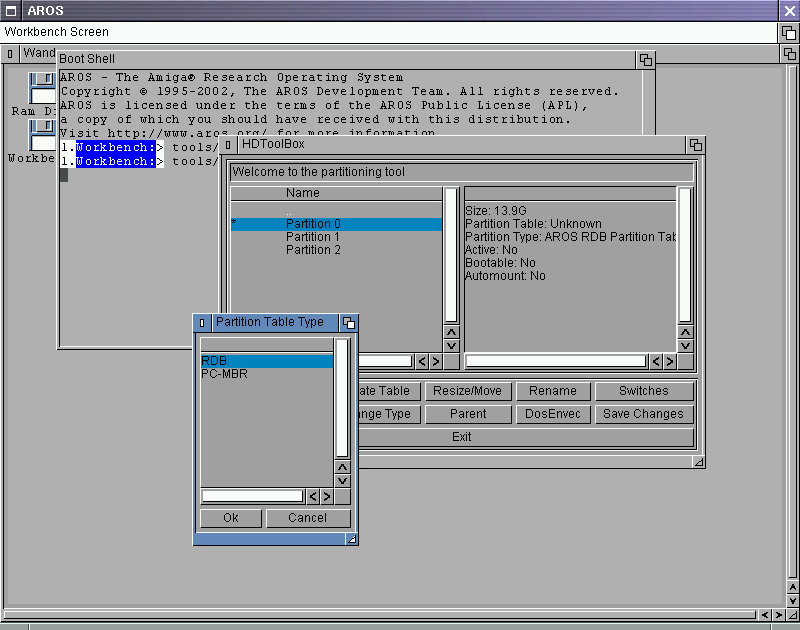 AROS
Workbench Screen
Wand
Boot Shell
AROS - The Amiga® Research Operating System
Copyright © 1995-2002, The AROS Development Team. All rights reserved.
AROS is licensed under the terms of the AROS Public License (APL),
a copy of which you should have received with this distribution.
Visit http://www.aros.org/ for more information
Ram Di
Workbe
1.Workbench:> tools/
1.Workbench:> tools/
HDToolBox
Welcome to the partitioning tool
Name
..
* Partition 0
Partition 1
Partition 2
Size: 13.9G
Partition Table: Unknown
Partition Type: AROS RDB Partition Tab
Active: No
Bootable: No
Automount: No
ate Table
Resize/Move
Rename
Switches
nge Type
Parent
DosEnvec
Save Changes
Exit
Partition Table Type
RDB
PC-MBR
Ok
Cancel